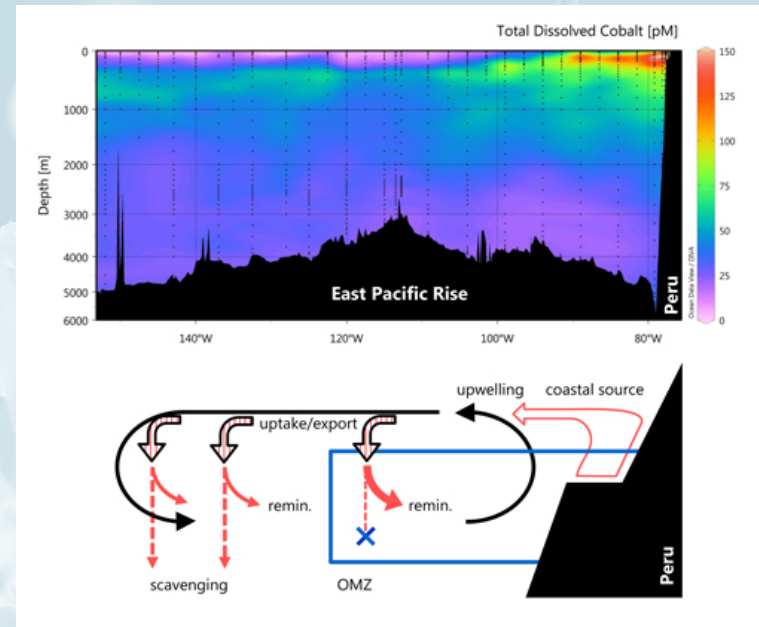 Total Dissolved Cobalt [pM]
0
1000
2000
3000
4000
5000
6000
Depth [m]
150
125
100
75
50
25
0
Ocean Data View / DIVA
East Pacific Rise
Peru
140°W
120°W
100°W
80°W
upwelling
coastal source
uptake/export
remin.
remin.
scavenging
OMZ
Peru